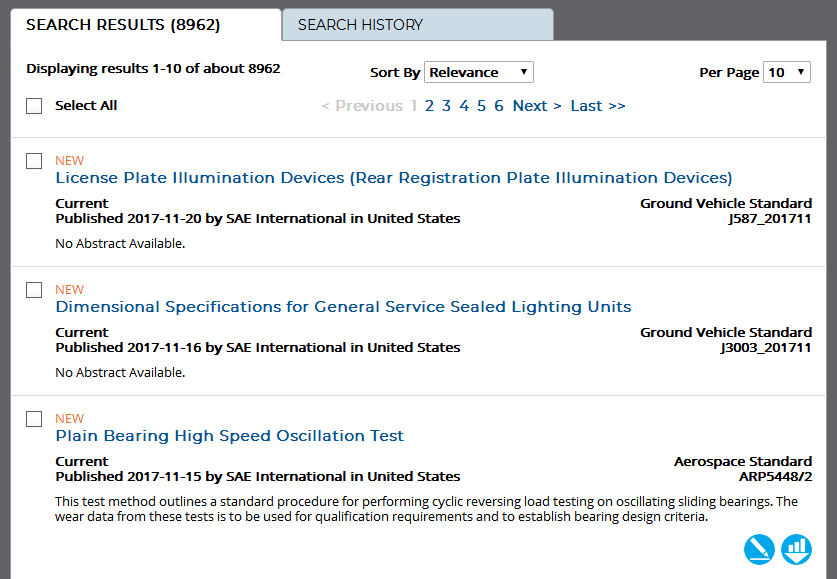 SEARCH RESULTS (8962) SEARCH HISTORY
Displaying results 1-10 of about 8962 Sort By Relevance Per Page 10
Select All < Previous 1 2 3 4 5 6 Next > Last >>
NEW
License Plate Illumination Devices (Rear Registration Plate Illumination Devices)
Current Ground Vehicle Standard
Published 2017-11-20 by SAE International in United States J587_201711
No Abstract Available.
NEW
Dimensional Specifications for General Service Sealed Lighting Units
Current Ground Vehicle Standard
Published 2017-11-16 by SAE International in United States J3003_201711
No Abstract Available.
NEW
Plain Bearing High Speed Oscillation Test
Current Aerospace Standard
Published 2017-11-15 by SAE International in United States ARP5448/2
This test method outlines a standard procedure for performing cyclic reversing load testing on oscillating sliding bearings. The
wear data from these tests is to be used for qualification requirements and to establish bearing design criteria.